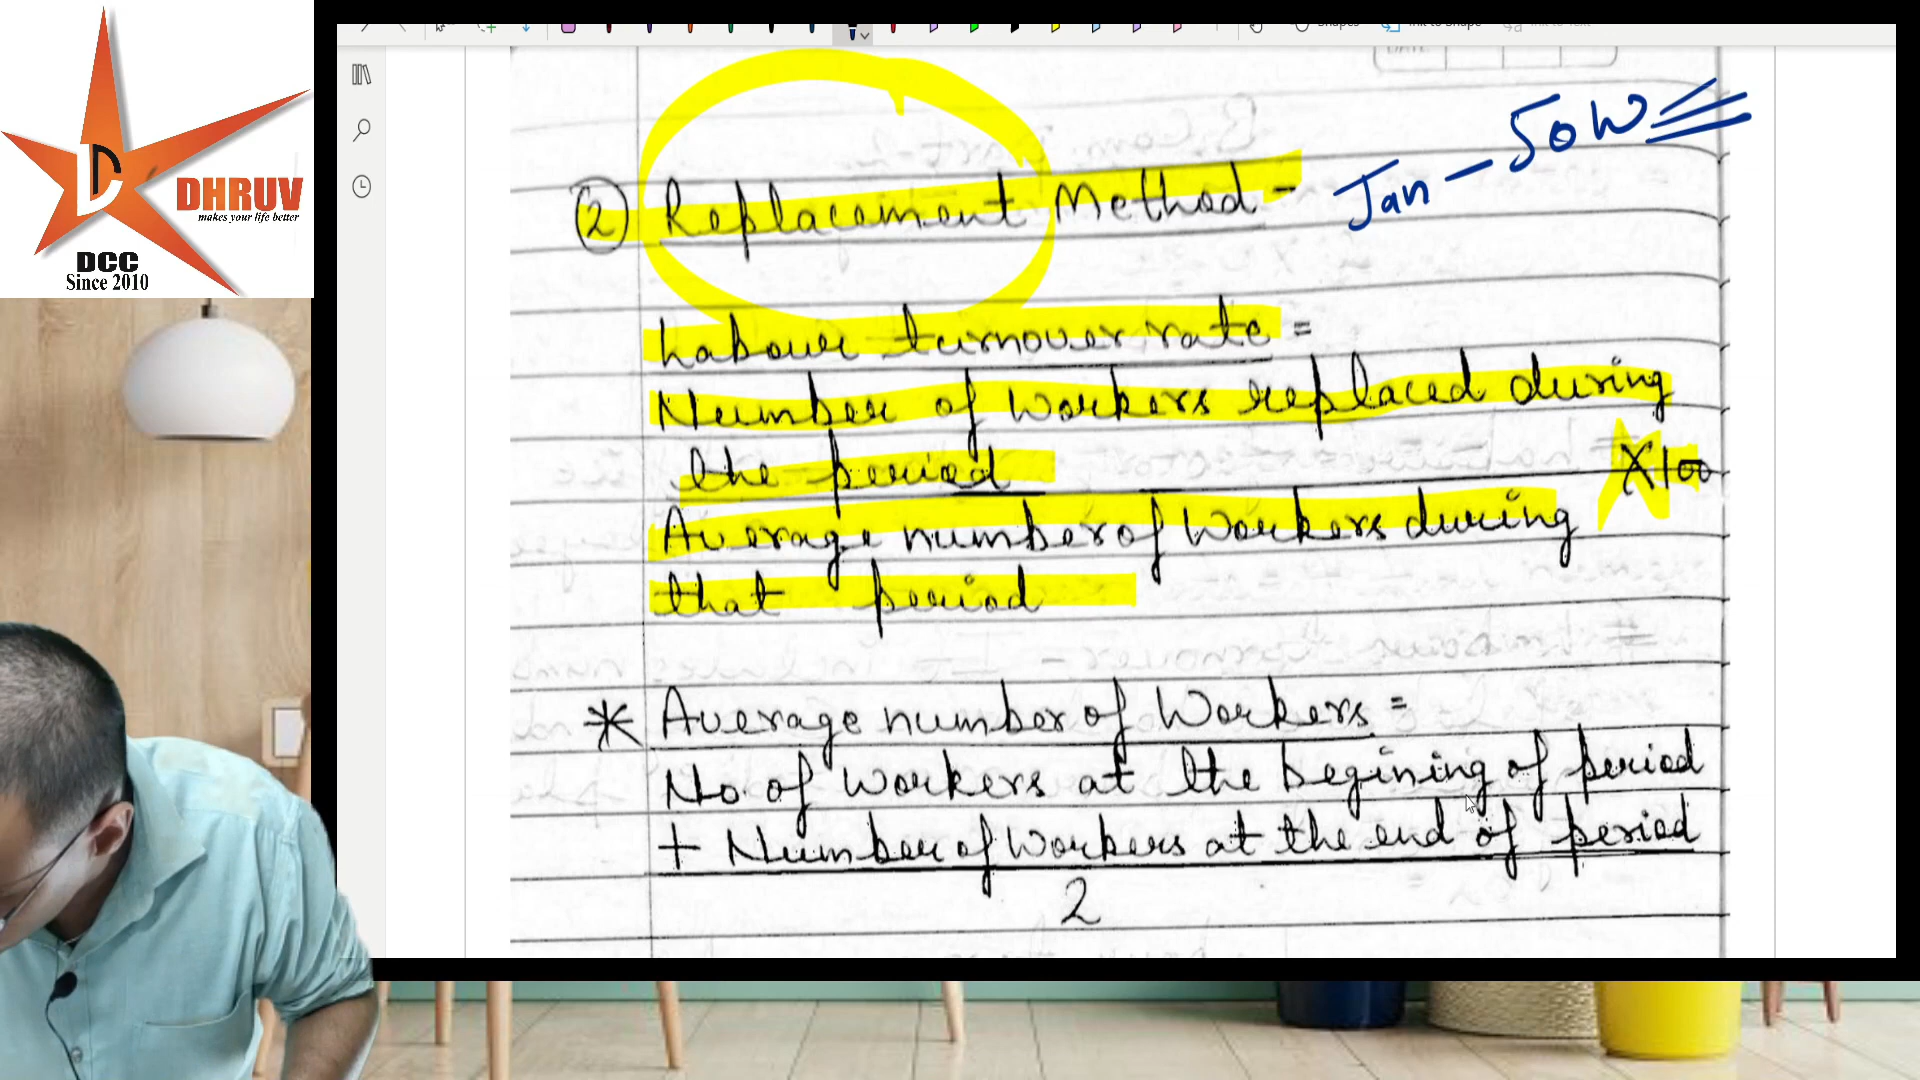 Jan - 50 W
② Replacement Method -
Labour turnover rate =
Number of Workers replaced during
the period
X100
Average number of Workers during
that period
* Average number of Workers =
No. of Workers at the begining of period
+ Number of Workers at the end of period
2
D
DHRUV
makes your life better
DCC
Since 2010